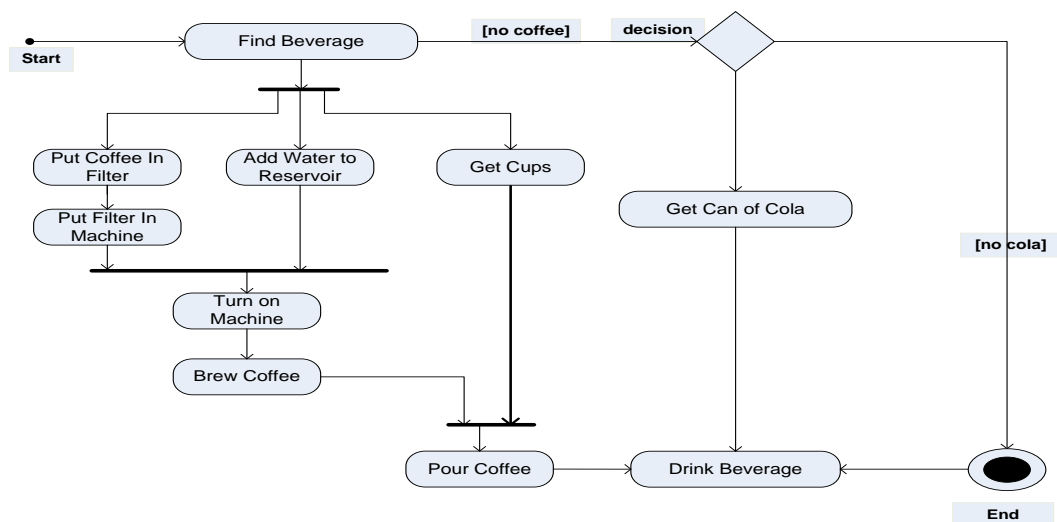 Find Beverage
[no coffee]
decision
Start
Put Coffee In
Filter
Add Water to
Reservoir
Get Cups
Put Filter In
Machine
Get Can of Cola
[no cola]
Turn on
Machine
Brew Coffee
Pour Coffee
Drink Beverage
End